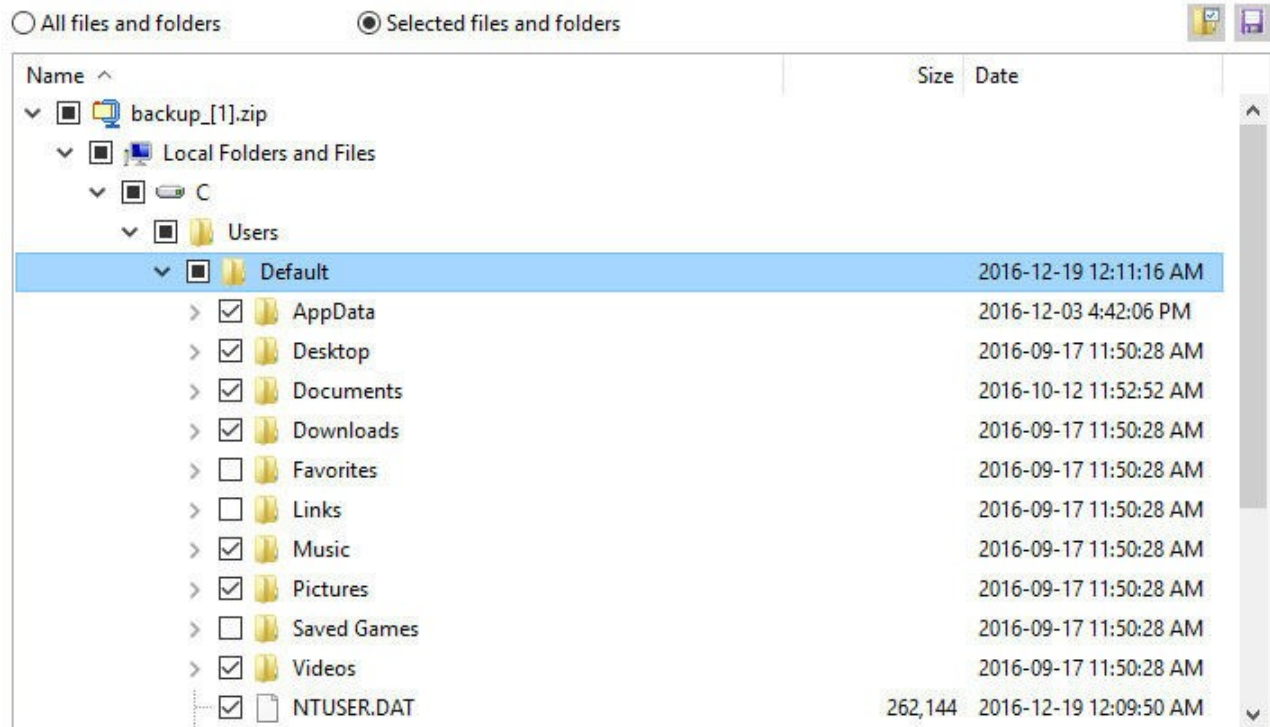 All files and folders Selected files and folders
Name Size Date
backup_[1].zip
Local Folders and Files
C
Users
Default 2016-12-19 12:11:16 AM
AppData 2016-12-03 4:42:06 PM
Desktop 2016-09-17 11:50:28 AM
Documents 2016-10-12 11:52:52 AM
Downloads 2016-09-17 11:50:28 AM
Favorites 2016-09-17 11:50:28 AM
Links 2016-09-17 11:50:28 AM
Music 2016-09-17 11:50:28 AM
Pictures 2016-09-17 11:50:28 AM
Saved Games 2016-09-17 11:50:28 AM
Videos 2016-09-17 11:50:28 AM
NTUSER.DAT 262,144 2016-12-19 12:09:50 AM